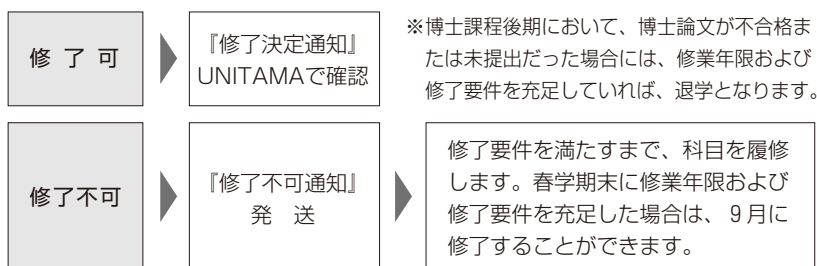 修 了 可
『修了決定通知』
UNITAMAで確認
※博士課程後期において、博士論文が不合格ま
たは未提出だった場合には、修業年限および
修了要件を充足していれば、退学となります。
修了不可
『修了不可通知』
発　送
修了要件を満たすまで、科目を履修
します。春学期末に修業年限および
修了要件を充足した場合は、9月に
修了することができます。